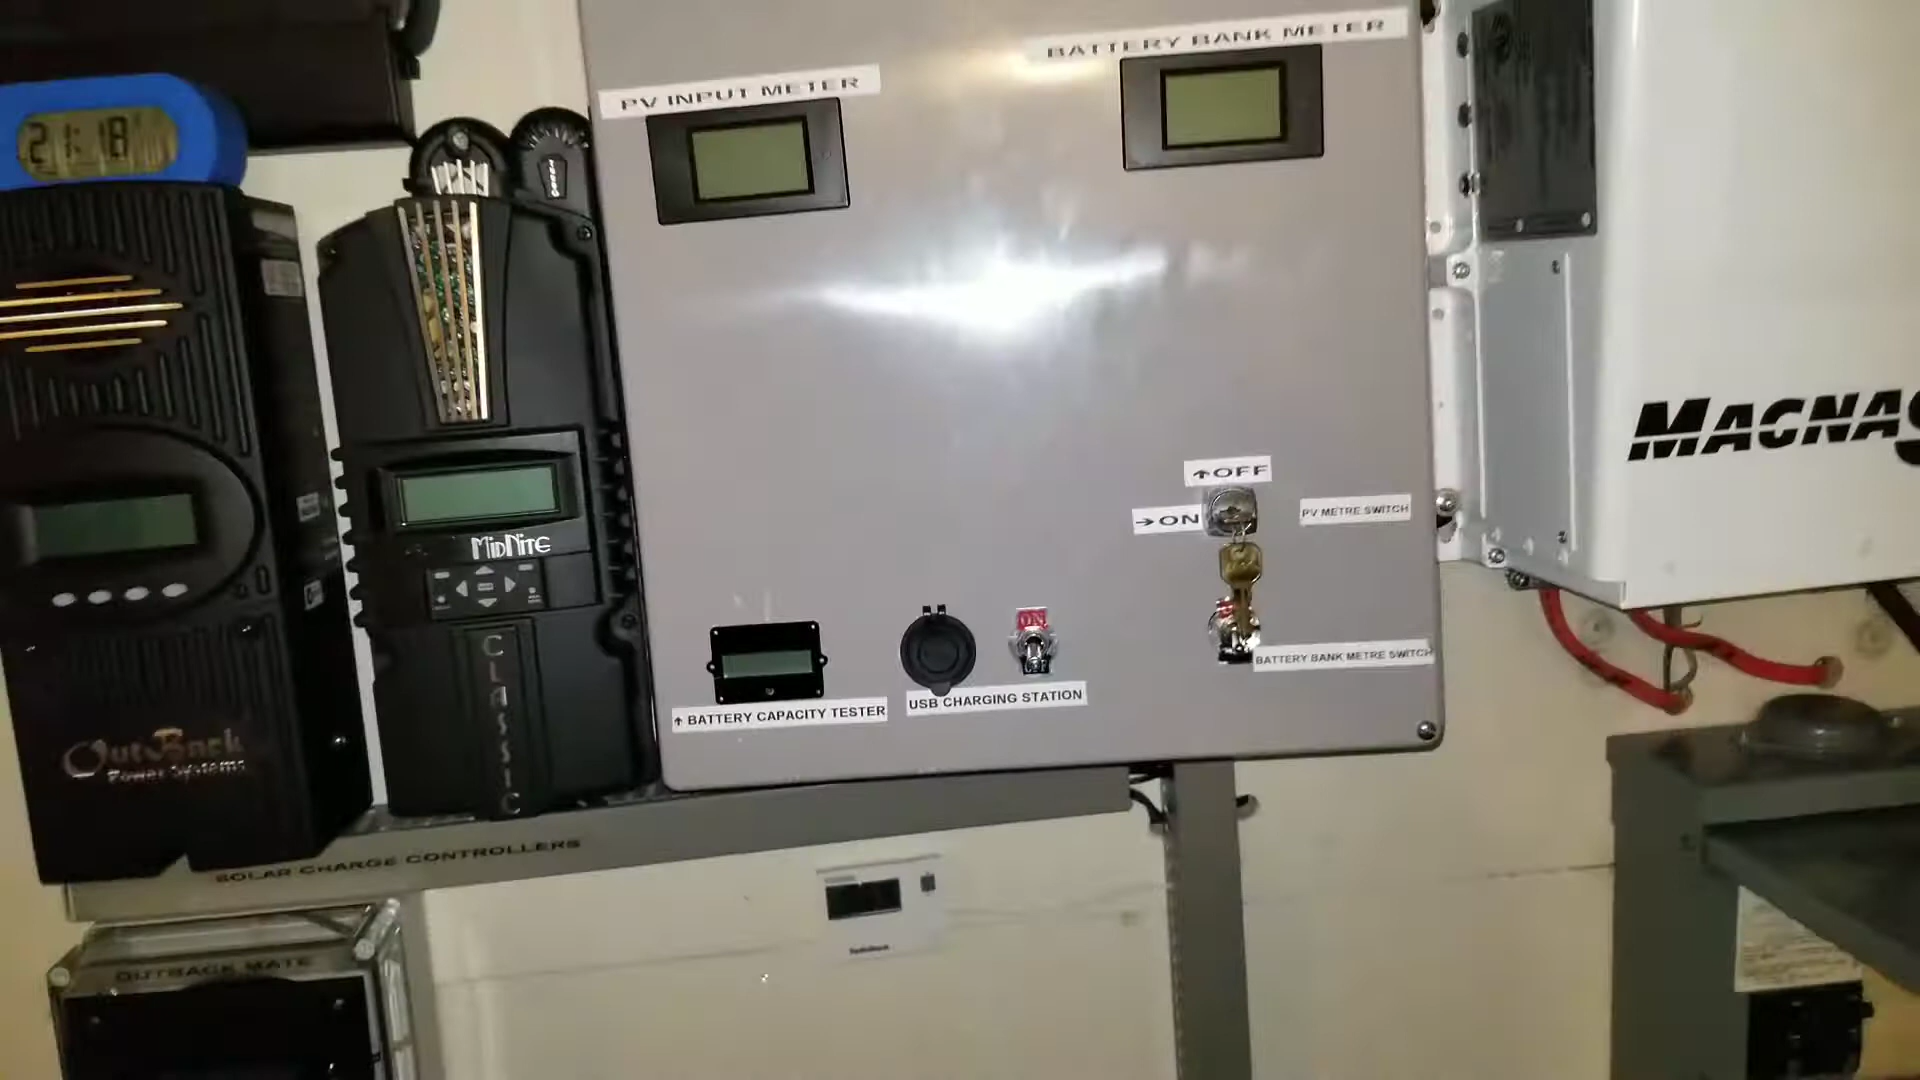 BATTERY BANK METER
PV INPUT METER
21:18
MAGNAS
↑OFF
→ON
PV METRE SWITCH
MIDNITE
ON
BATTERY BANK METRE SWITCH
USB CHARGING STATION
↑ BATTERY CAPACITY TESTER
CLASSIC
OutBack
Power Systems
SOLAR CHARGE CONTROLLERS
OUTBACK MATE